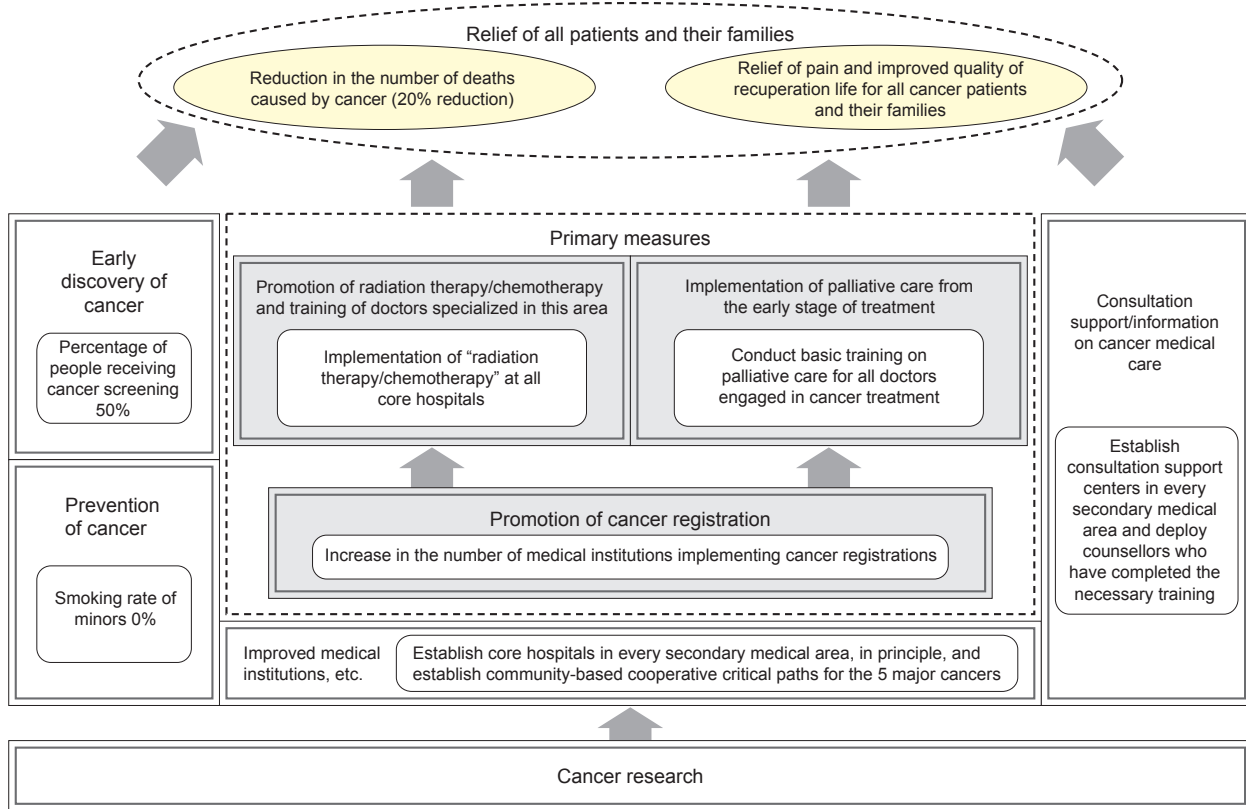 Relief of all patients and their families
Reduction in the number of deaths
caused by cancer (20% reduction)
Relief of pain and improved quality of
recuperation life for all cancer patients
and their families
Early
discovery of
cancer
Percentage of
people receiving
cancer screening
50%
Prevention
of cancer
Smoking rate of
minors 0%
Primary measures
Promotion of radiation therapy/chemotherapy
and training of doctors specialized in this area
Implementation of “radiation
therapy/chemotherapy” at all
core hospitals
Implementation of palliative care from
the early stage of treatment
Conduct basic training on
palliative care for all doctors
engaged in cancer treatment
Promotion of cancer registration
Increase in the number of medical institutions implementing cancer registrations
Improved medical
institutions, etc.
Establish core hospitals in every secondary medical area, in principle, and
establish community-based cooperative critical paths for the 5 major cancers
Consultation
support/information
on cancer medical
care
Establish
consultation support
centers in every
secondary medical
area and deploy
counsellors who
have completed the
necessary training
Cancer research